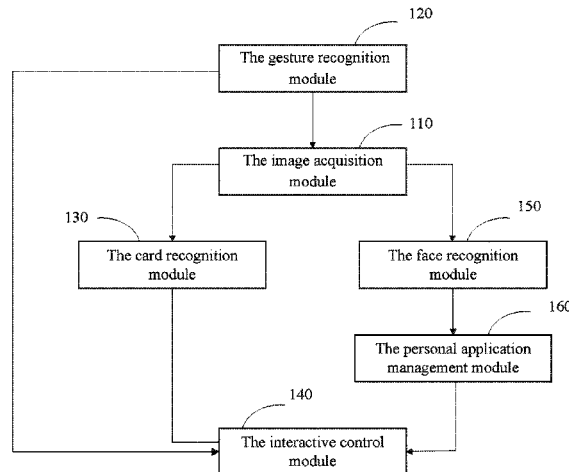 120
The gesture recognition
module
110
The image acquisition
module
130
The card recognition
module
150
The face recognition
module
160
The personal application
management module
140
The interactive control
module